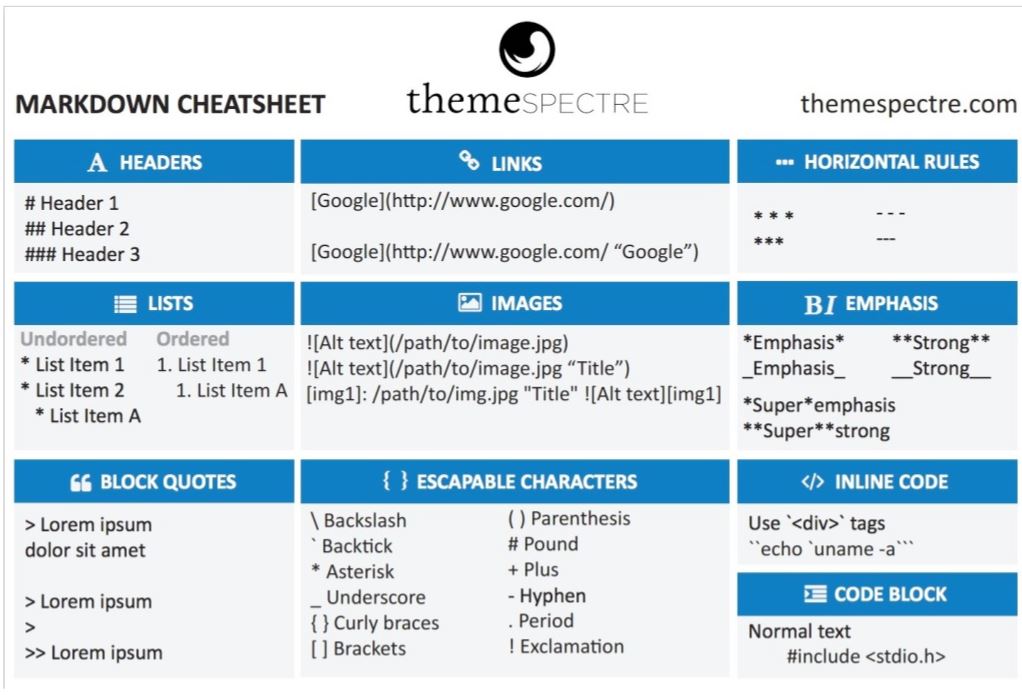 MARKDOWN CHEATSHEET
themeSPECTRE
themespectre.com
A HEADERS
# Header 1
## Header 2
### Header 3
LINKS
[Google](http://www.google.com/)
[Google](http://www.google.com/ “Google”)
HORIZONTAL RULES
* * * - - -
*** ---
LISTS
Undordered Ordered
* List Item 1 1. List Item 1
* List Item 2 1. List Item A
* List Item A
IMAGES
![Alt text](/path/to/image.jpg)
![Alt text](/path/to/image.jpg “Title”)
[img1]: /path/to/img.jpg "Title" ![Alt text][img1]
BI EMPHASIS
*Emphasis* **Strong**
_Emphasis_ __Strong__
*Super*emphasis
**Super**strong
BLOCK QUOTES
> Lorem ipsum
dolor sit amet
> Lorem ipsum
>
>> Lorem ipsum
{ } ESCAPABLE CHARACTERS
\ Backslash ( ) Parenthesis
` Backtick # Pound
* Asterisk + Plus
_ Underscore - Hyphen
{ } Curly braces . Period
[ ] Brackets ! Exclamation
</> INLINE CODE
Use `<div>` tags
``echo `uname -a```
CODE BLOCK
Normal text
#include <stdio.h>